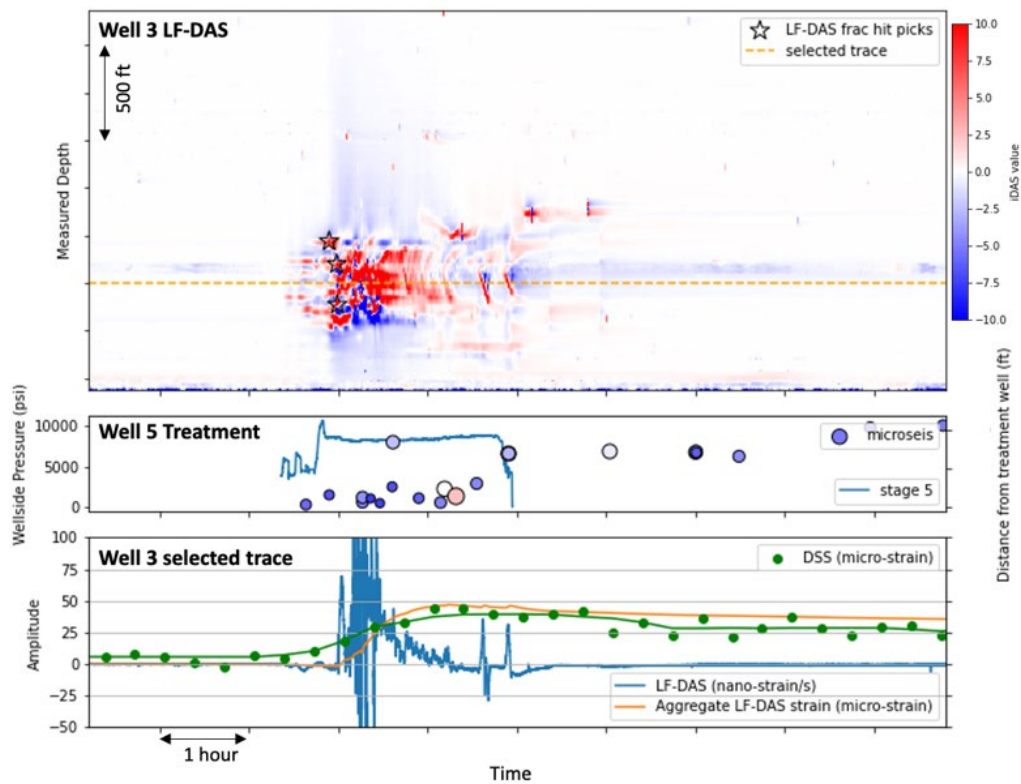 Well 3 LF-DAS
LF-DAS frac hit picks
selected trace
500 ft
Measured Depth
10.0
7.5
5.0
2.5
0.0
−2.5
−5.0
−7.5
−10.0
iDAS value
Well 5 Treatment
microseis
stage 5
10000
5000
0
Wellside Pressure (psi)
Distance from treatment well (ft)
Well 3 selected trace
DSS (micro-strain)
100
75
50
25
0
−25
−50
Amplitude
LF-DAS (nano-strain/s)
Aggregate LF-DAS strain (micro-strain)
1 hour
Time